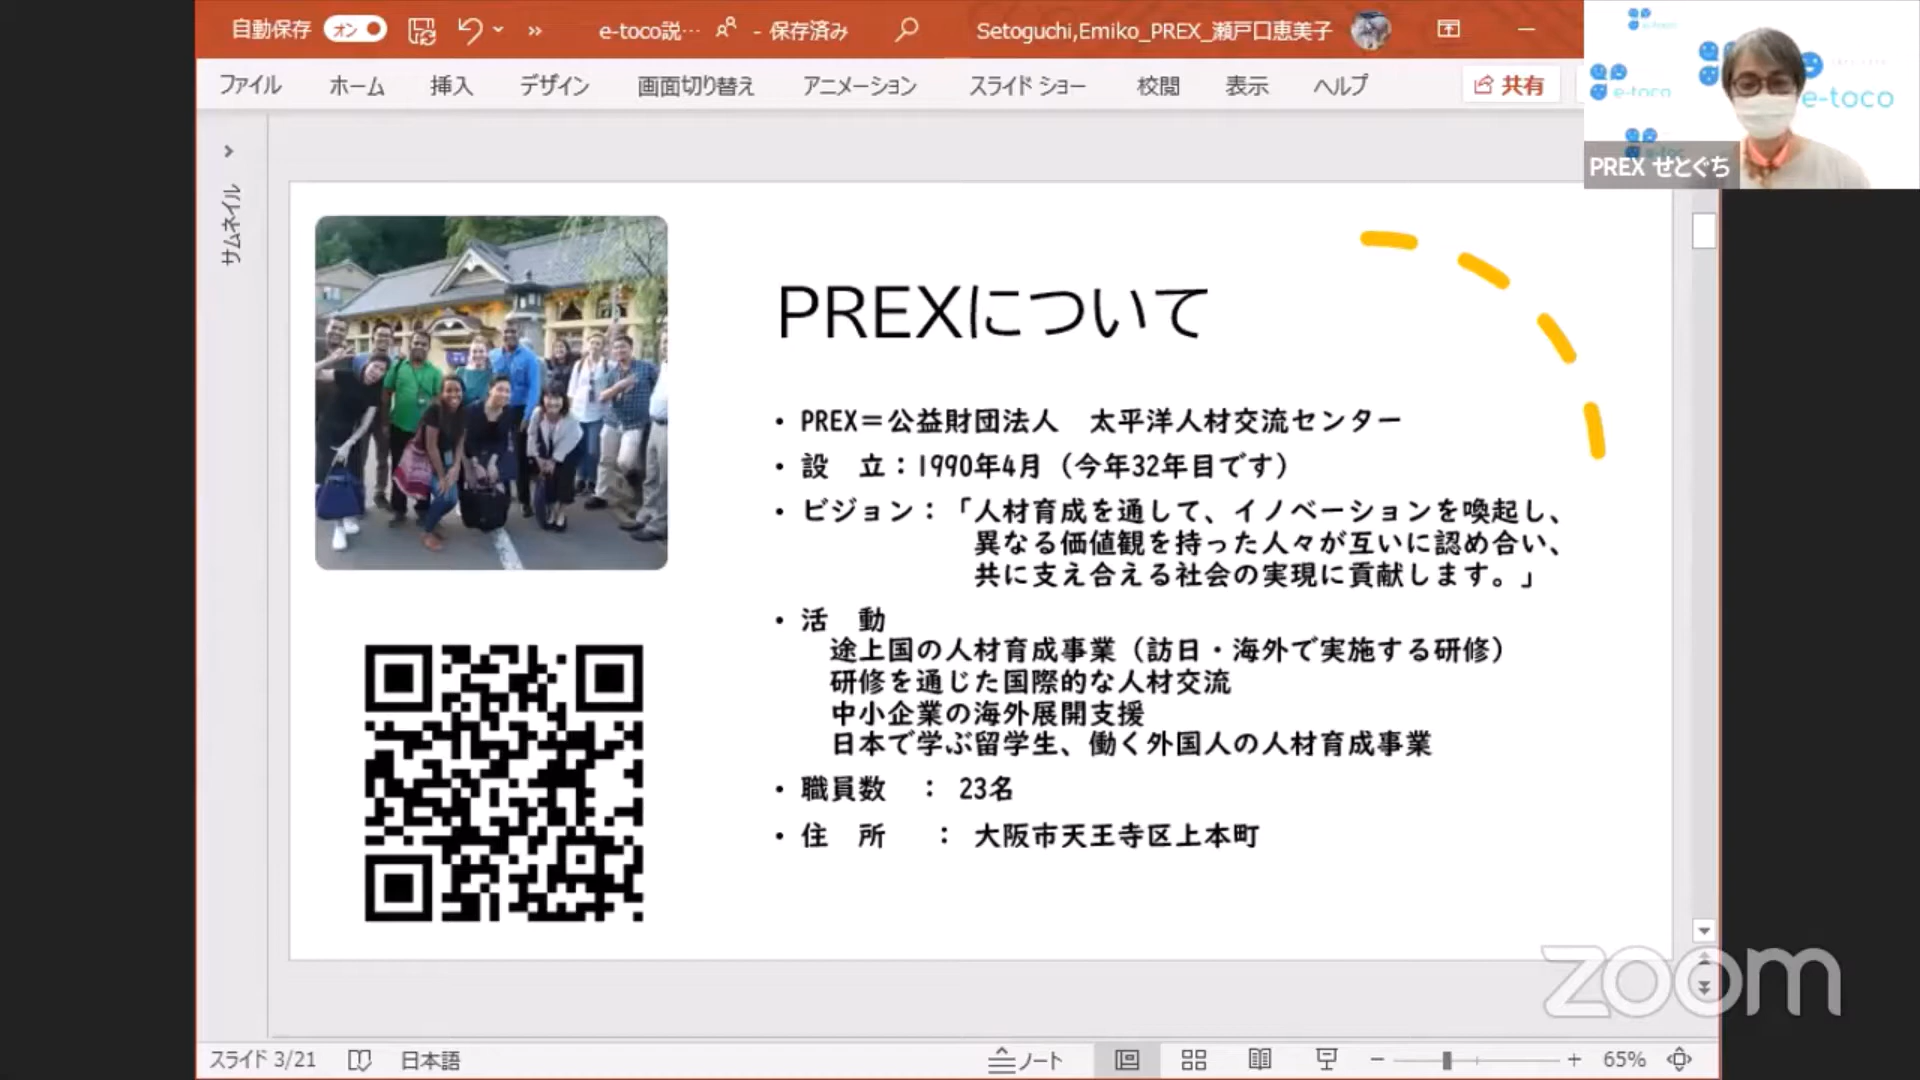 自動保存 オン e-toco説… - 保存済み Setoguchi,Emiko_PREX_瀬戸口恵美子
ファイル ホーム 挿入 デザイン 画面切り替え アニメーション スライド ショー 校閲 表示 ヘルプ 共有
e-toco
e-toco
PREX せとぐち
サムネイル
PREXについて
• PREX＝公益財団法人　太平洋人材交流センター
• 設　立：1990年4月（今年32年目です）
• ビジョン：「人材育成を通して、イノベーションを喚起し、
異なる価値観を持った人々が互いに認め合い、
共に支え合える社会の実現に貢献します。」
• 活　動
途上国の人材育成事業（訪日・海外で実施する研修）
研修を通じた国際的な人材交流
中小企業の海外展開支援
日本で学ぶ留学生、働く外国人の人材育成事業
• 職員数　： 23名
• 住　所　： 大阪市天王寺区上本町
zoom
スライド 3/21 日本語 ノート 65%